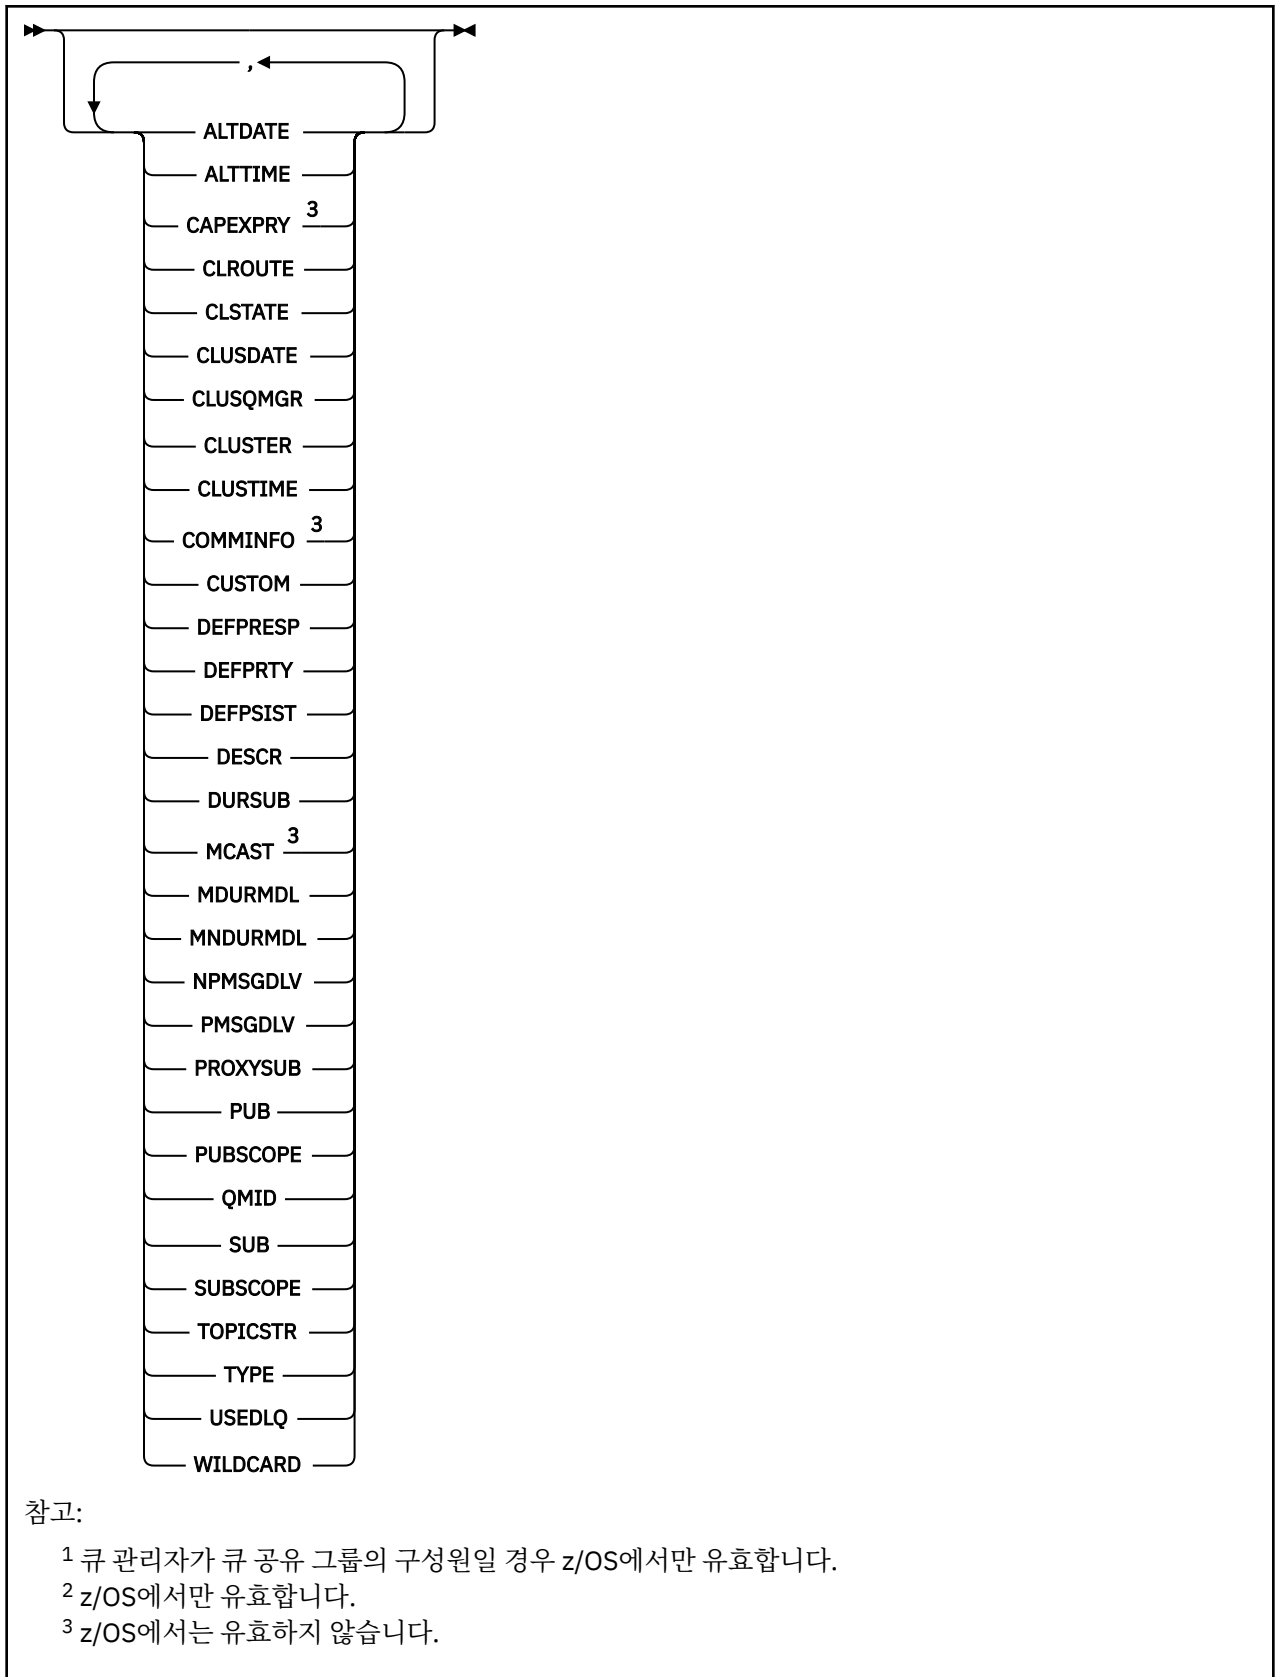 ,
ALTDATE
ALTTIME
CAPEXPRY 3
CLROUTE
CLSTATE
CLUSDATE
CLUSQMGR
CLUSTER
CLUSTIME
COMMINFO 3
CUSTOM
DEFPRESP
DEFPRTY
DEFPSIST
DESCR
DURSUB
MCAST 3
MDURMDL
MNDURMDL
NPMSGDLV
PMSGDLV
PROXYSUB
PUB
PUBSCOPE
QMID
SUB
SUBSCOPE
TOPICSTR
TYPE
USEDLQ
WILDCARD
참고:
1 큐 관리자가 큐 공유 그룹의 구성원일 경우 z/OS에서만 유효합니다.
2 z/OS에서만 유효합니다.
3 z/OS에서는 유효하지 않습니다.